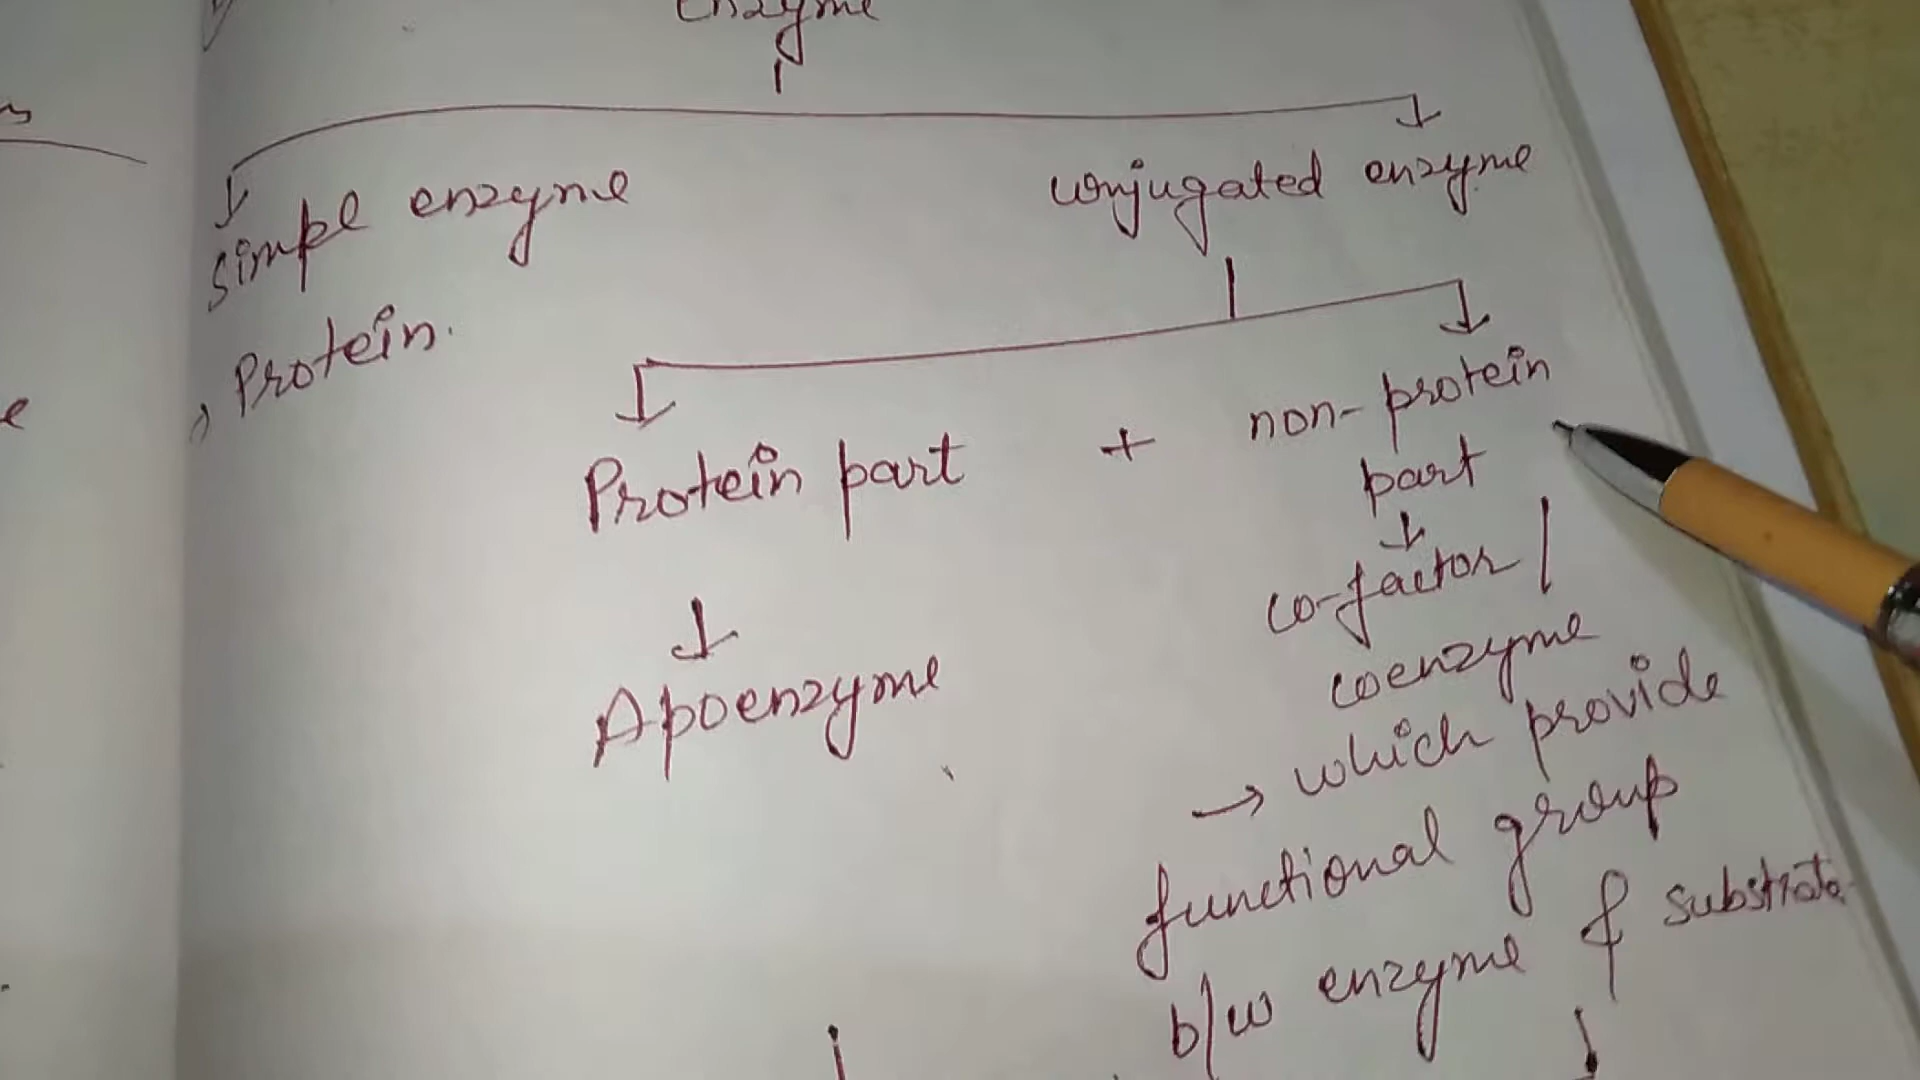 Enzyme
simple enzyme
conjugated enzyme
Protein.
Protein part + non-protein
part
co-factor /
coenzyme
Apoenzyme
→ which provide
functional group
b/w enzyme & substrate